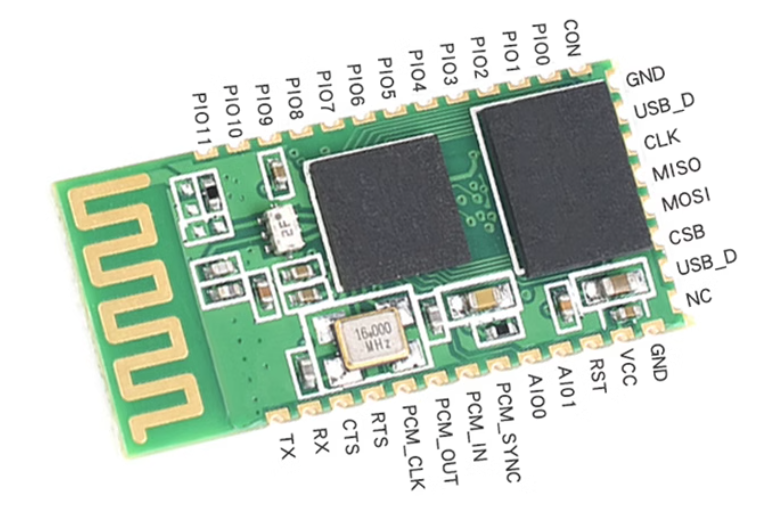 PIO11
PIO10
PIO9
PIO8
PIO7
PIO6
PIO5
PIO4
PIO3
PIO2
PIO1
PIO0
CON
GND
USB_D
CLK
MISO
MOSI
CSB
USB_D
NC
2F
16.000
MHz
TX
RX
CTS
RTS
PCM_CLK
PCM_OUT
PCM_IN
PCM_SYNC
AIO0
AIO1
RST
VCC
GND